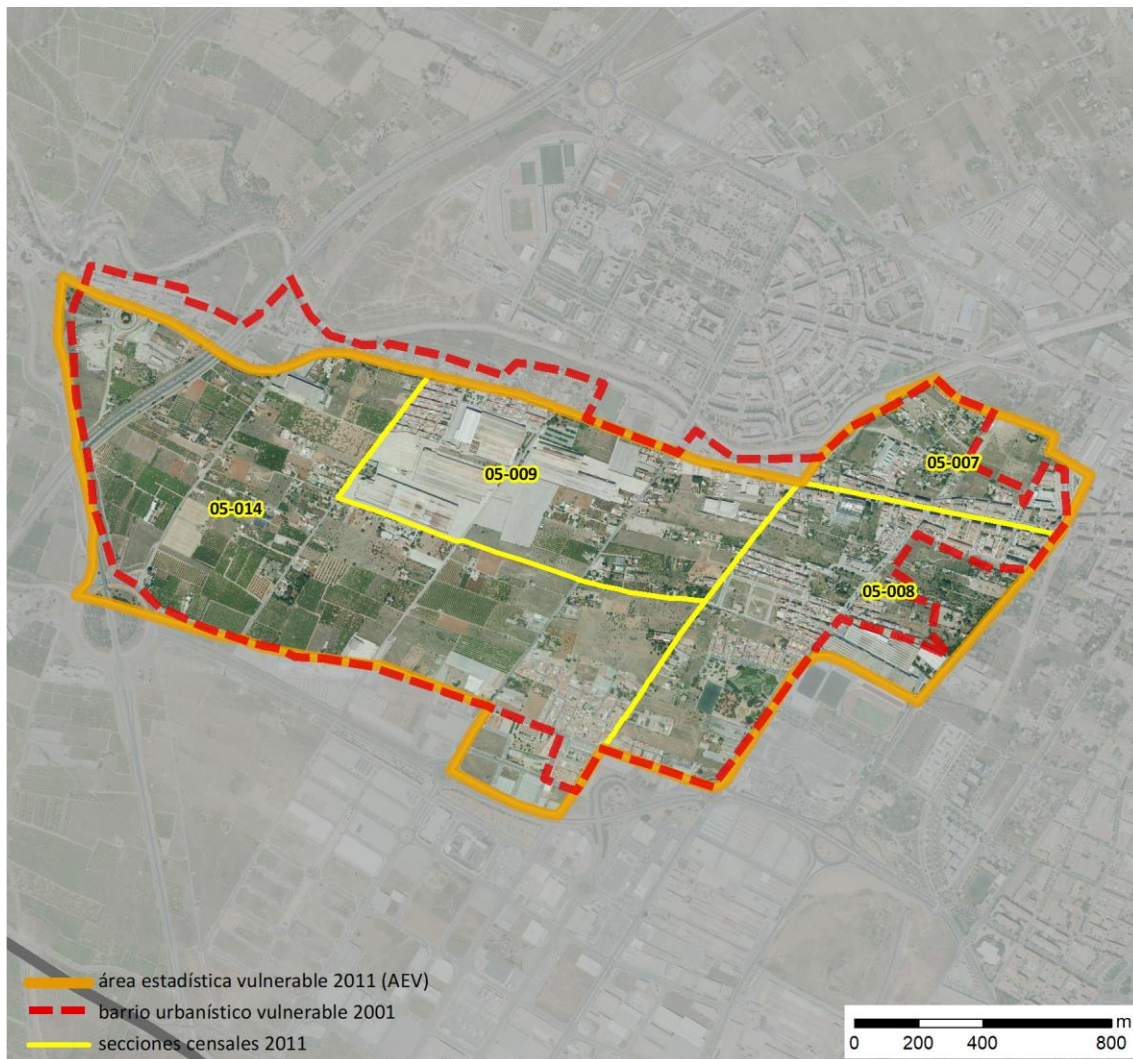 05-007
05-009
05-014
05-008
área estadística vulnerable 2011 (AEV)
barrio urbanístico vulnerable 2001
secciones censales 2011
m
0 200 400 800